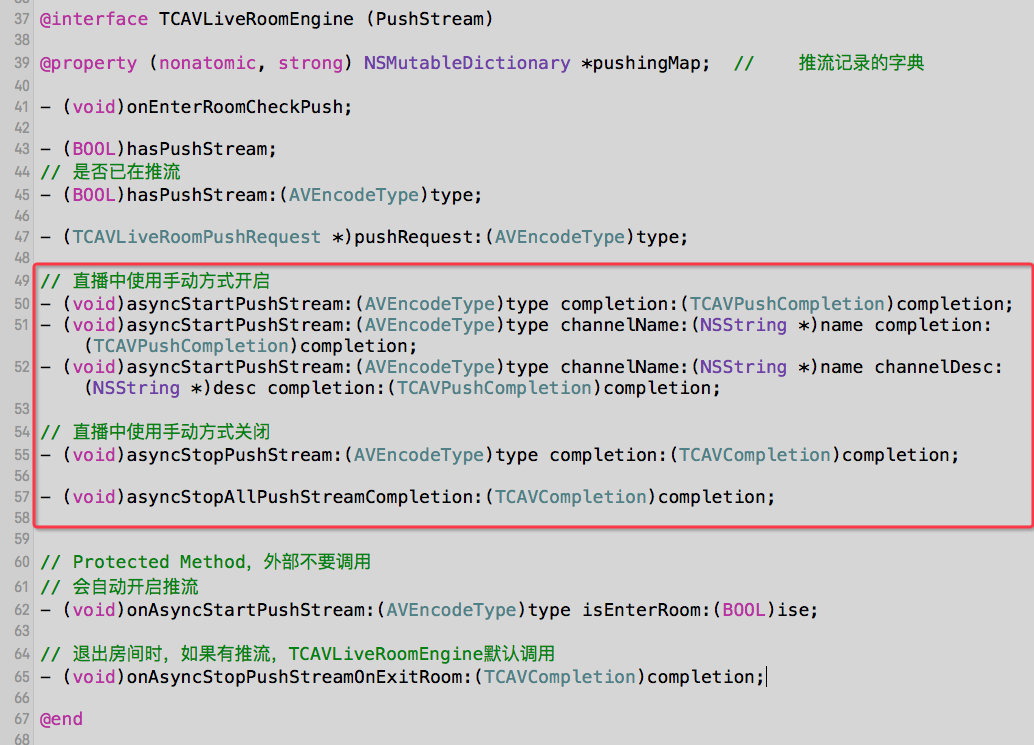 37 @interface TCAVLiveRoomEngine (PushStream)
38
39 @property (nonatomic, strong) NSMutableDictionary *pushingMap; // 推流记录的字典
40
41 - (void)onEnterRoomCheckPush;
42
43 - (BOOL)hasPushStream;
44 // 是否已在推流
45 - (BOOL)hasPushStream:(AVEncodeType)type;
46
47 - (TCAVLiveRoomPushRequest *)pushRequest:(AVEncodeType)type;
48
49 // 直播中使用手动方式开启
50 - (void)asyncStartPushStream:(AVEncodeType)type completion:(TCAVPushCompletion)completion;
51 - (void)asyncStartPushStream:(AVEncodeType)type channelName:(NSString *)name completion:
(TCAVPushCompletion)completion;
52 - (void)asyncStartPushStream:(AVEncodeType)type channelName:(NSString *)name channelDesc:
(NSString *)desc completion:(TCAVPushCompletion)completion;
53
54 // 直播中使用手动方式关闭
55 - (void)asyncStopPushStream:(AVEncodeType)type completion:(TCAVCompletion)completion;
56
57 - (void)asyncStopAllPushStreamCompletion:(TCAVCompletion)completion;
58
59
60 // Protected Method，外部不要调用
61 // 会自动开启推流
62 - (void)onAsyncStartPushStream:(AVEncodeType)type isEnterRoom:(BOOL)ise;
63
64 // 退出房间时，如果有推流，TCAVLiveRoomEngine默认调用
65 - (void)onAsyncStopPushStreamOnExitRoom:(TCAVCompletion)completion;
66
67 @end
68